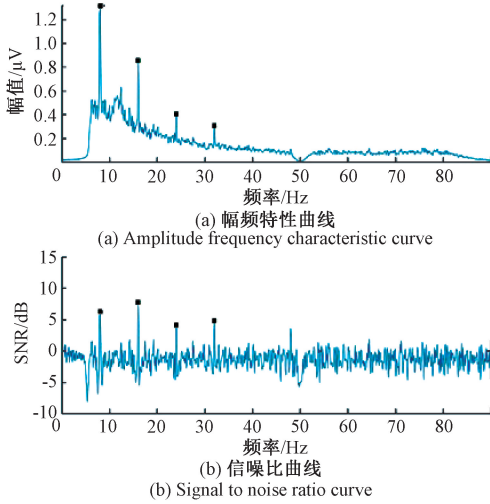 幅值/μV
1.2
1.0
0.8
0.6
0.4
0.2
0 10 20 30 40 50 60 70 80
频率/Hz
(a) 幅频特性曲线
(a) Amplitude frequency characteristic curve
SNR/dB
15
10
5
0
-5
-10
0 10 20 30 40 50 60 70 80
频率/Hz
(b) 信噪比曲线
(b) Signal to noise ratio curve